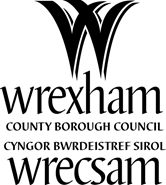 wrexham
COUNTY BOROUGH COUNCIL
CYNGOR BWRDEISTREF SIROL
wrecsam